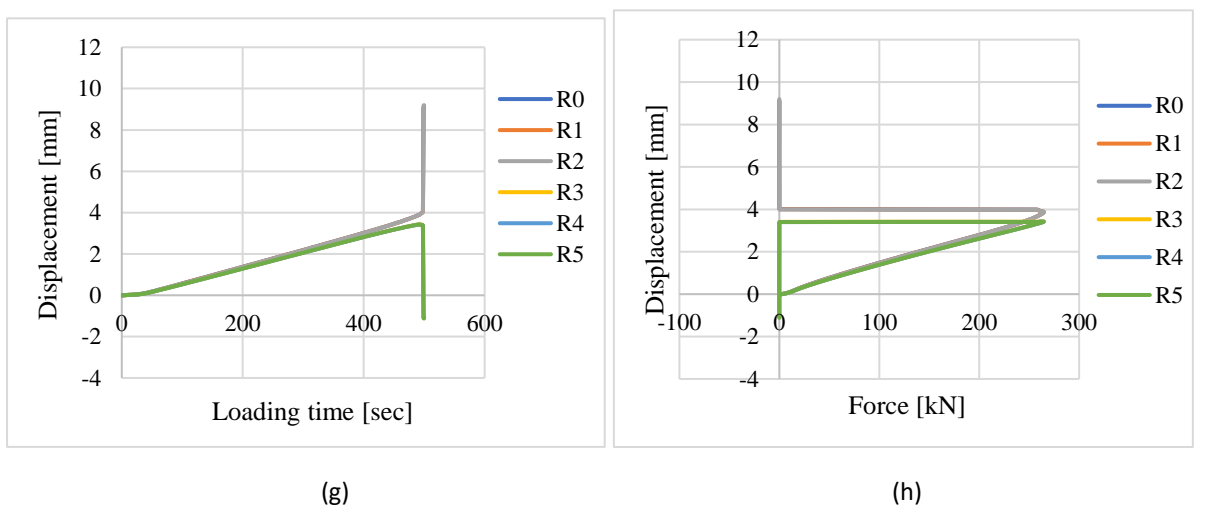 12
10
8
6
4
2
0
-2
-4
0
200
400
600
Displacement [mm]
Loading time [sec]
R0
R1
R2
R3
R4
R5
(g)
12
10
8
6
4
2
0
-2
-4
-100
0
100
200
300
Displacement [mm]
Force [kN]
R0
R1
R2
R3
R4
R5
(h)